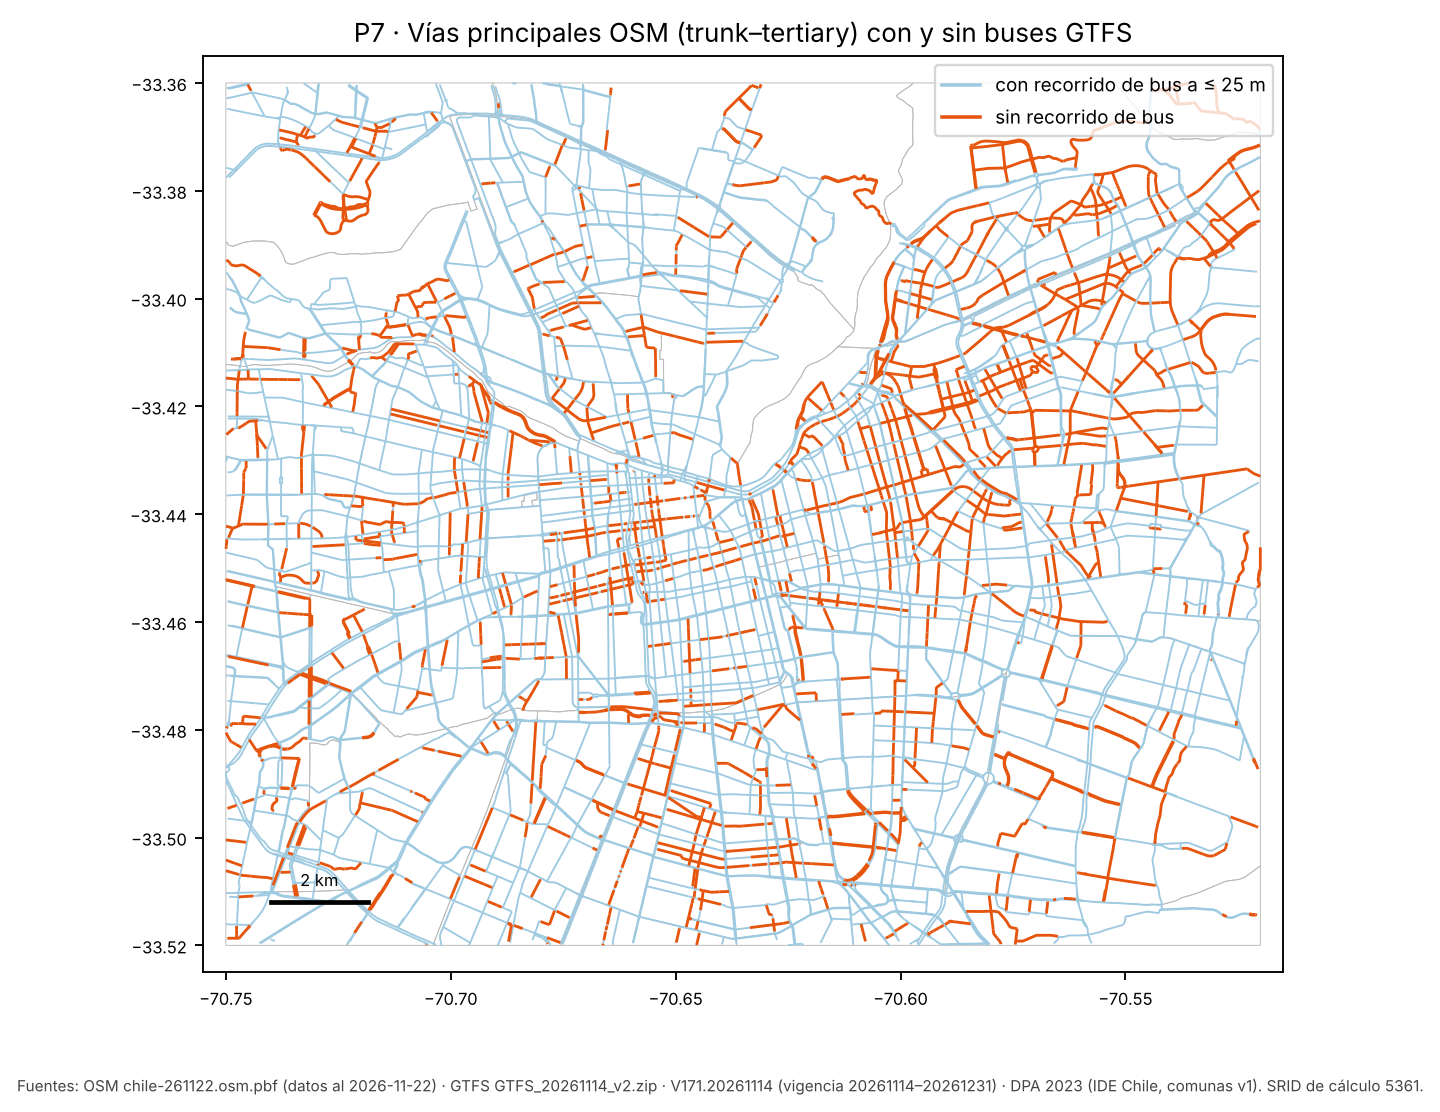 P7 · Vías principales OSM (trunk–tertiary) con y sin buses GTFS
con recorrido de bus a ≤ 25 m
sin recorrido de bus
−33.36
−33.38
−33.40
−33.42
−33.44
−33.46
−33.48
−33.50
−33.52
2 km
−70.75
−70.70
−70.65
−70.60
−70.55
Fuentes: OSM chile-261122.osm.pbf (datos al 2026-11-22) · GTFS GTFS_20261114_v2.zip · V171.20261114 (vigencia 20261114–20261231) · DPA 2023 (IDE Chile, comunas v1). SRID de cálculo 5361.